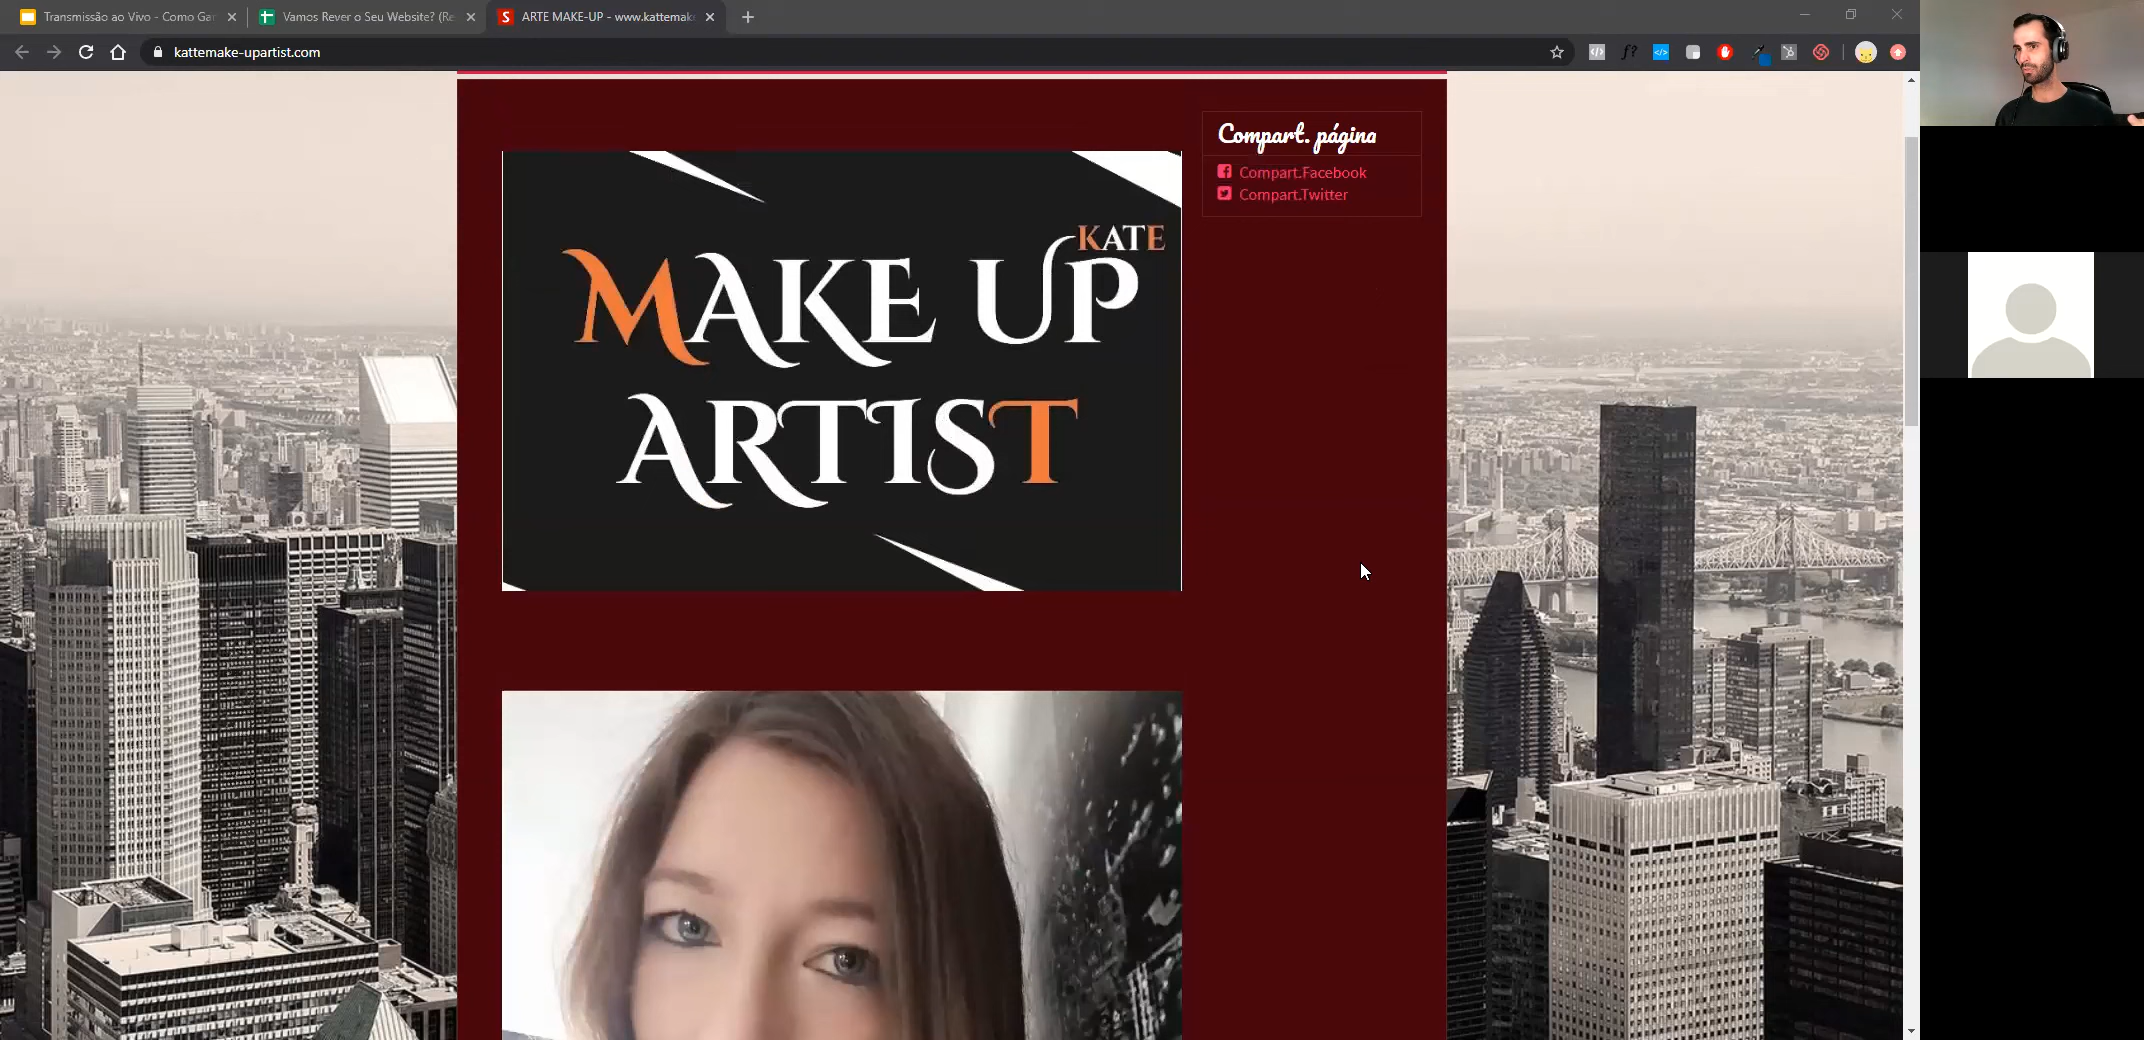 Transmissão ao Vivo - Como Gar
Vamos Rever o Seu Website? (Re
ARTE MAKE-UP - www.kattemak
kattemake-upartist.com
Compart. página
Compart.Facebook
Compart.Twitter
KATE
MAKE UP
ARTIST